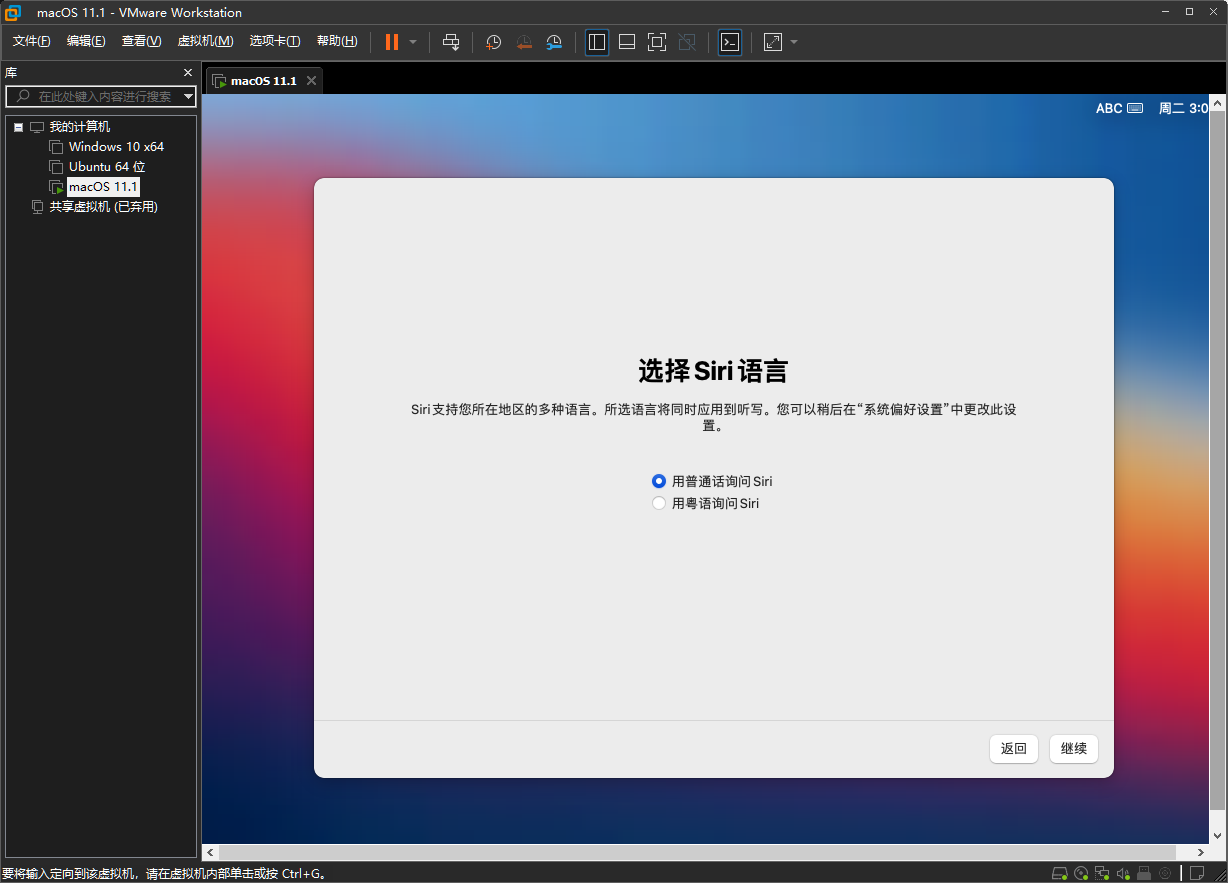 macOS 11.1 - VMware Workstation
文件(F) 编辑(E) 查看(V) 虚拟机(M) 选项卡(T) 帮助(H)
库
在此处键入内容进行搜索
我的计算机
Windows 10 x64
Ubuntu 64 位
macOS 11.1
共享虚拟机 (已弃用)
macOS 11.1
ABC 周二 3:0
选择 Siri 语言
Siri 支持您所在地区的多种语言。所选语言将同时应用到听写。您可以稍后在“系统偏好设置”中更改此设
置。
用普通话询问 Siri
用粤语询问 Siri
返回 继续
要将输入定向到该虚拟机，请在虚拟机内部单击或按 Ctrl+G。